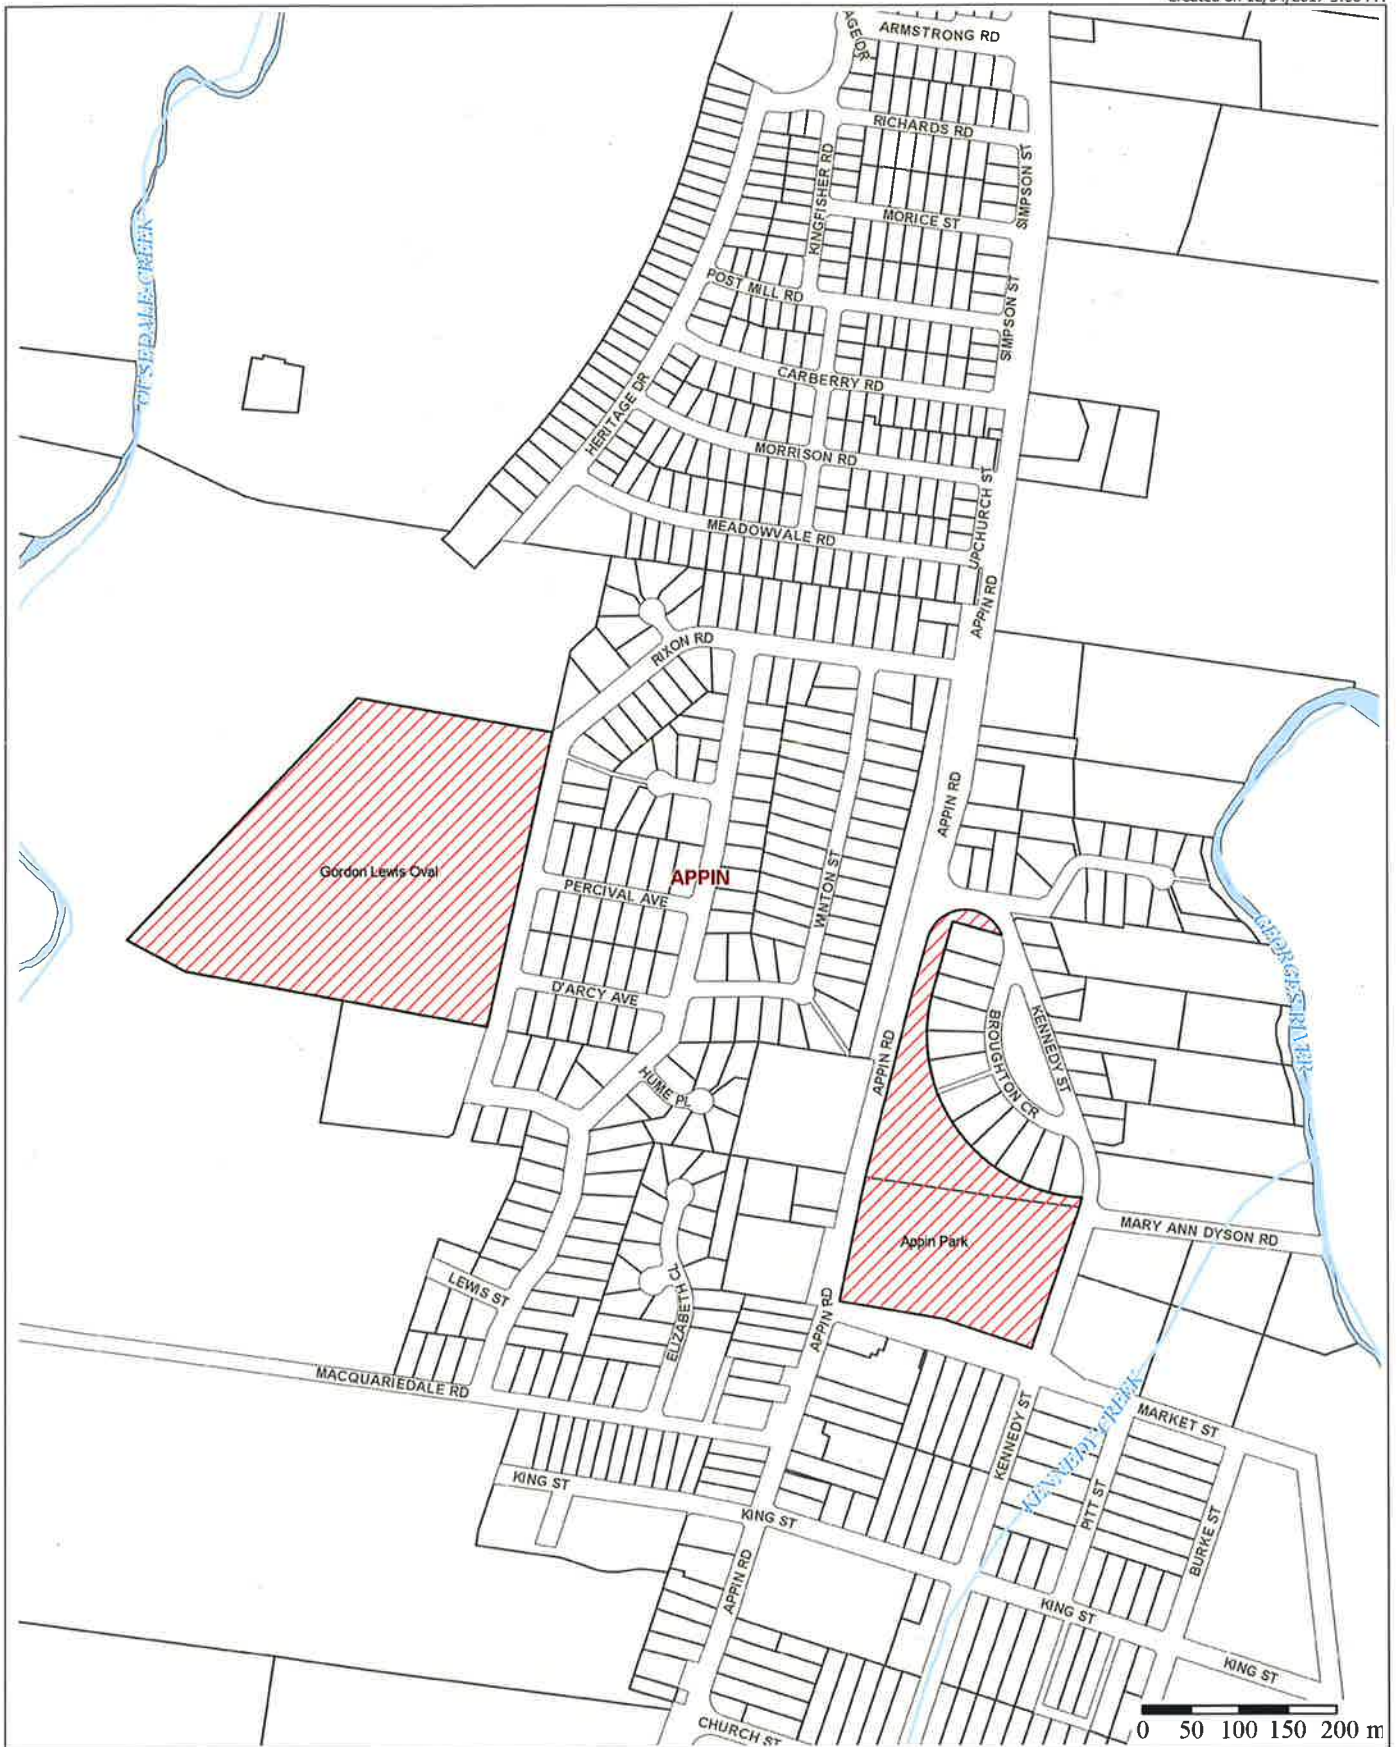 ARMSTRONG RD
AGE DR
RICHARDS RD
KINGFISHER RD
SIMPSON ST
MORICE ST
OUSEDALE CREEK
POST MILL RD
SIMPSON ST
CARBERRY RD
HERITAGE DR
MORRISON RD
UPCHURCH ST
MEADOWVALE RD
APPIN RD
RIXON RD
APPIN RD
Gordon Lewis Oval
APPIN
PERCIVAL AVE
WINTON ST
GEORGES RIVER
D'ARCY AVE
APPIN RD
BROUGHTON CR
KENNEDY ST
HUME PL
MARY ANN DYSON RD
Appin Park
LEWIS ST
ELIZABETH CL
APPIN RD
MACQUARIEDALE RD
KENNEDY ST
KENNEDY CREEK
MARKET ST
KING ST
KING ST
PITT ST
BURKE ST
APPIN RD
KING ST
KING ST
CHURCH ST
0 50 100 150 200 m